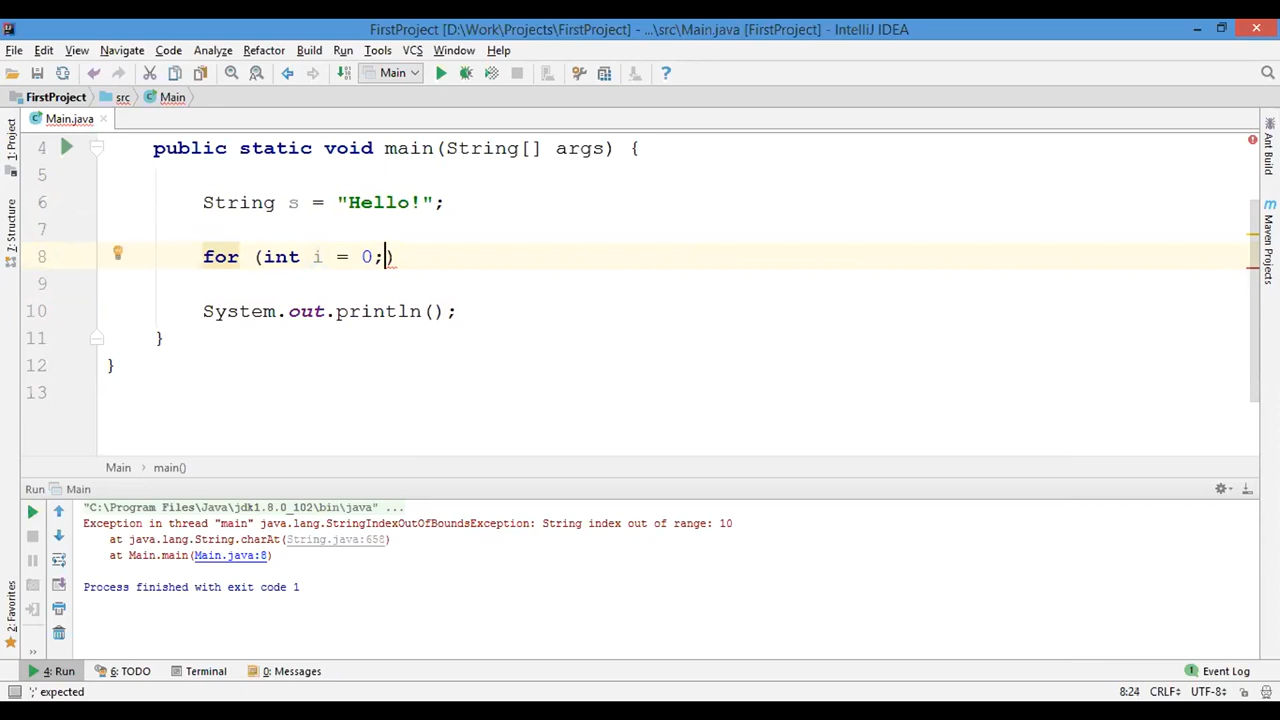 FirstProject [D:\Work\Projects\FirstProject] - ...\src\Main.java [FirstProject] - IntelliJ IDEA
File Edit View Navigate Code Analyze Refactor Build Run Tools VCS Window Help
Main
FirstProject src Main
Main.java
1: Project
Z: Structure
2: Favorites
Ant Build
Maven Projects
4 public static void main(String[] args) {
5
6 String s = "Hello!";
7
8 for (int i = 0;)
9
10 System.out.println();
11 }
12 }
13
Main main()
Run Main
"C:\Program Files\Java\jdk1.8.0_102\bin\java" ...
Exception in thread "main" java.lang.StringIndexOutOfBoundsException: String index out of range: 10
at java.lang.String.charAt(String.java:658)
at Main.main(Main.java:8)
Process finished with exit code 1
4: Run 6: TODO Terminal 0: Messages Event Log
';' expected 8:24 CRLF UTF-8